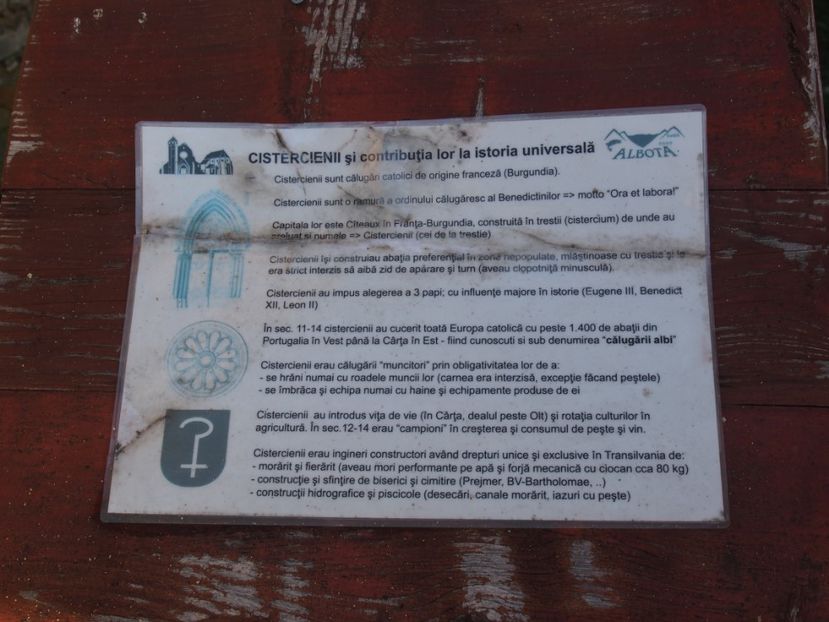 CISTERCIENII şi contribuţia lor la istoria universală
ALBOTA
Cistercienii sunt călugări catolici de origine franceză (Burgundia).
Cistercienii sunt o ramură a ordinului călugăresc al Benedictinilor => motto "Ora et labora!"
Capitala lor este Cîteaux în Franţa-Burgundia, construită în trestii (cistercium) de unde au
preluat si numele => Cistercienii (cei de la trestie)
Cistercienii îşi construiau abaţia preferenţial în zone nepopulate, mlăştinoase cu trestie şi le
era strict interzis să aibă zid de apărare şi turn (aveau clopotniţă minusculă).
Cistercienii au impus alegerea a 3 papi; cu influenţe majore în istorie (Eugene III, Benedict
XII, Leon II)
În sec. 11-14 cistercienii au cucerit toată Europa catolică cu peste 1.400 de abaţii din
Portugalia în Vest până la Cârţa în Est - fiind cunoscuti si sub denumirea "călugării albi"
Cistercienii erau călugării "muncitori" prin obligativitatea lor de a:
- se hrăni numai cu roadele muncii lor (carnea era interzisă, excepţie făcand peştele)
- se îmbrăca şi echipa numai cu haine şi echipamente produse de ei
Cistercienii au introdus viţa de vie (în Cârţa, dealul peste Olt) şi rotaţia culturilor în
agricultură. În sec.12-14 erau "campioni" în creşterea şi consumul de peşte şi vin.
Cistercienii erau ingineri constructori având drepturi unice şi exclusive în Transilvania de:
- morărit şi fierărit (aveau mori performante pe apă şi forjă mecanică cu ciocan cca 80 kg)
- construcţie şi sfinţire de biserici şi cimitire (Prejmer, BV-Bartholomae, ..)
- construcţii hidrografice şi piscicole (desecări, canale morărit, iazuri cu peşte)